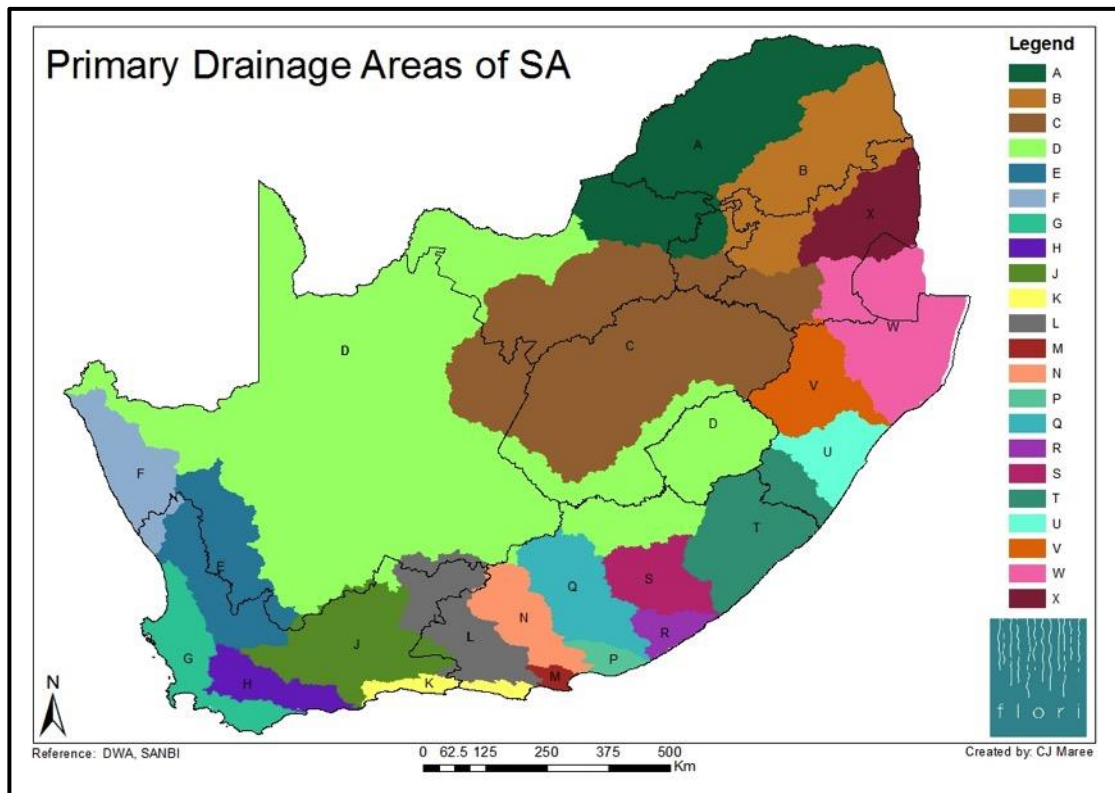 Primary Drainage Areas of SA
Legend
A
B
C
D
E
F
G
H
J
K
L
M
N
P
Q
R
S
T
U
V
W
X
A
B
X
W
C
D
V
D
U
F
T
E
S
Q
N
R
J
L
G
P
M
K
H
flori
N
Reference: DWA, SANBI
0 62.5 125 250 375 500
Km
Created by: CJ Maree